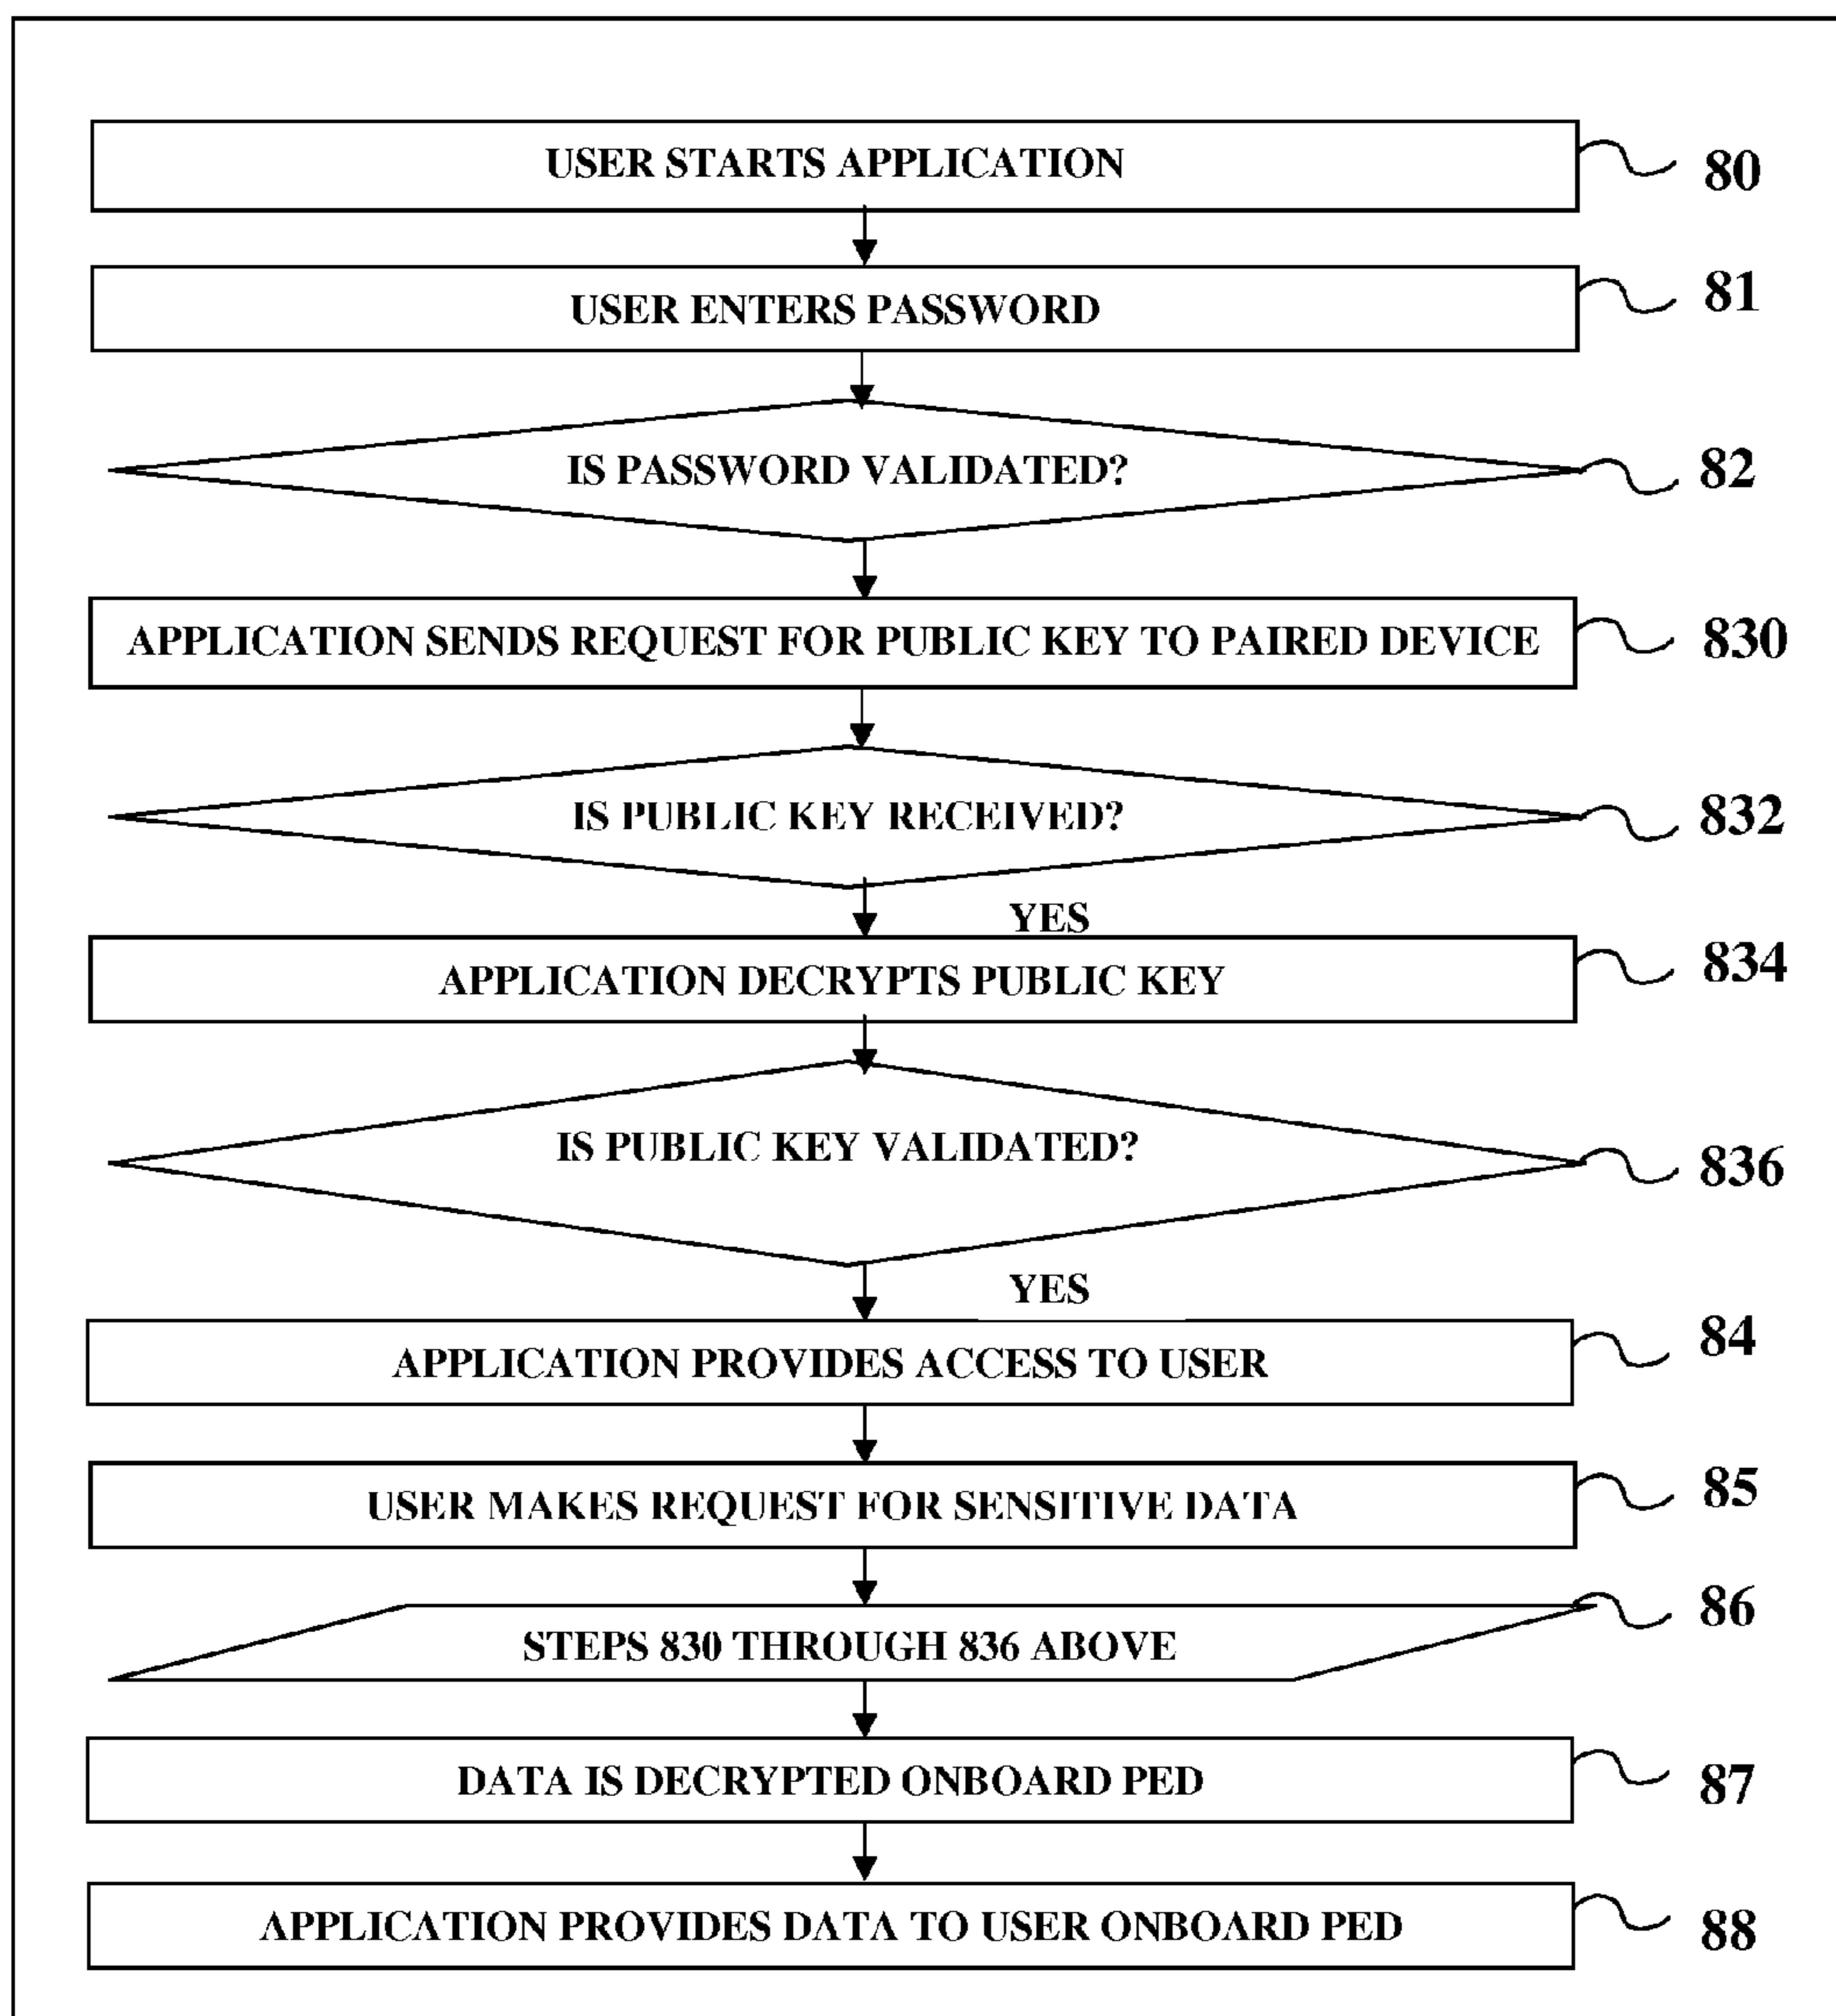 USER STARTS APPLICATION 80
USER ENTERS PASSWORD 81
IS PASSWORD VALIDATED? 82
APPLICATION SENDS REQUEST FOR PUBLIC KEY TO PAIRED DEVICE 830
IS PUBLIC KEY RECEIVED? 832
YES
APPLICATION DECRYPTS PUBLIC KEY 834
IS PUBLIC KEY VALIDATED? 836
YES
APPLICATION PROVIDES ACCESS TO USER 84
USER MAKES REQUEST FOR SENSITIVE DATA 85
STEPS 830 THROUGH 836 ABOVE 86
DATA IS DECRYPTED ONBOARD PED 87
APPLICATION PROVIDES DATA TO USER ONBOARD PED 88